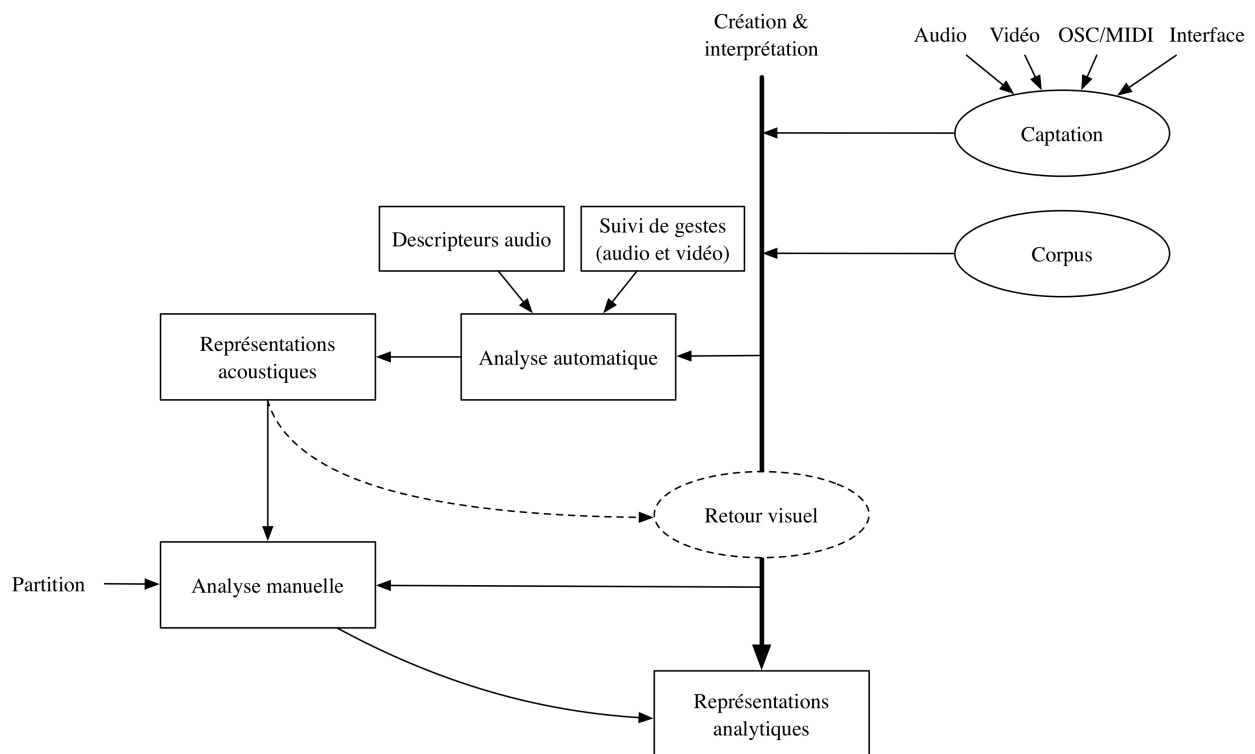 Création &
interprétation
Audio Vidéo OSC/MIDI Interface
Captation
Descripteurs audio
Suivi de gestes
(audio et vidéo)
Corpus
Représentations
acoustiques
Analyse automatique
Retour visuel
Partition
Analyse manuelle
Représentations
analytiques